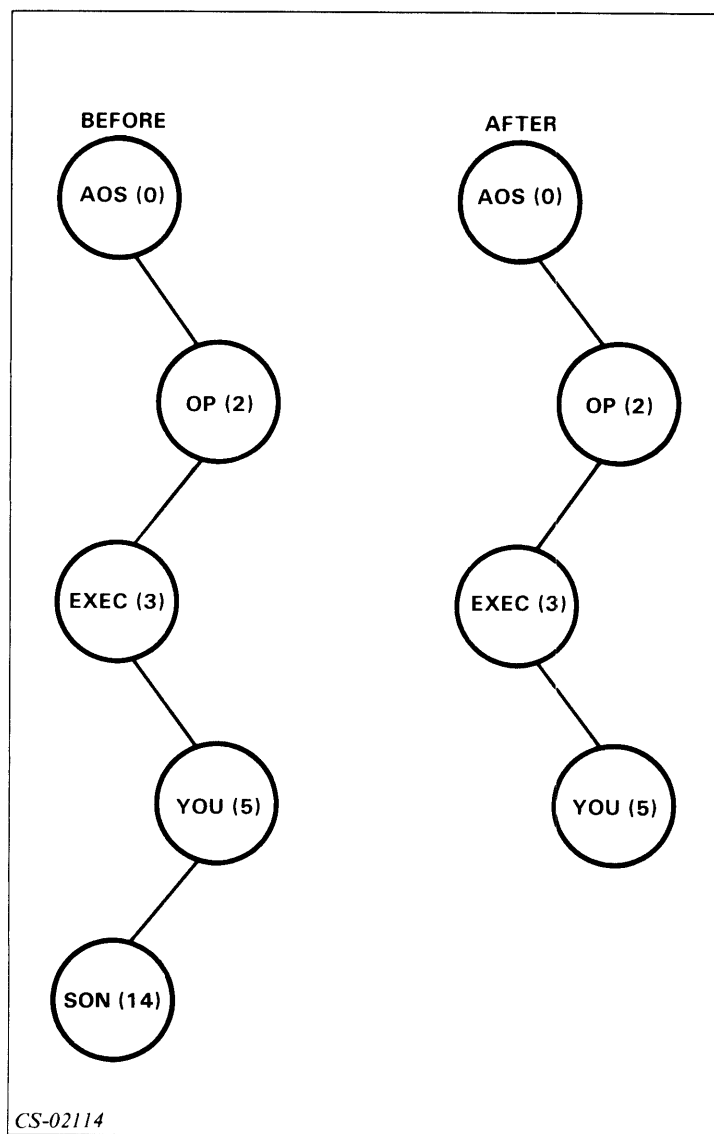 BEFORE
AOS (0)
OP (2)
EXEC (3)
YOU (5)
SON (14)
AFTER
AOS (0)
OP (2)
EXEC (3)
YOU (5)
CS-02114